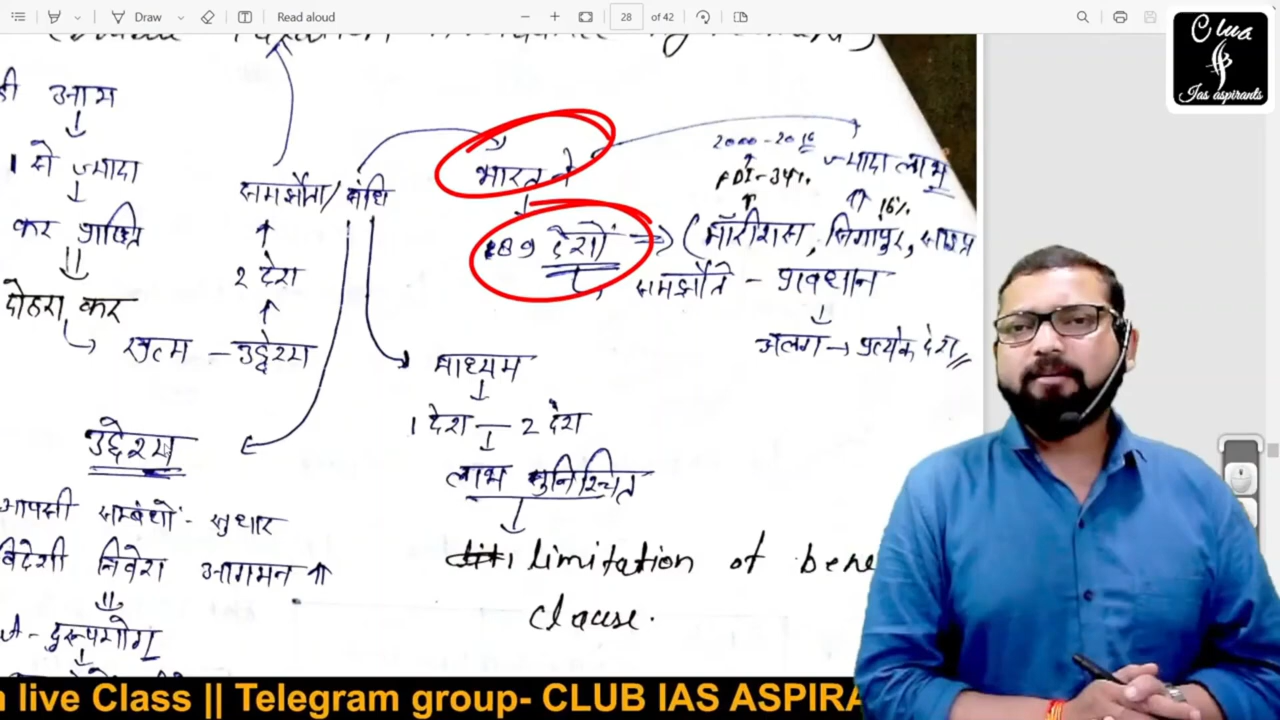 Draw
Read aloud
28 of 42
Club
Ias aspirants
आय
1 से ज्यादा
कर
दोहरा कर
खत्म - उद्देश्य
2 देश
समझौता/संधि
भारत ने
89 देशों
2000-20
FDI-34%
ज्यादा लाभ
16%
(मॉरीशस, सिंगापुर,
समझौते - प्रावधान
अलग → प्रत्येक देश
माध्यम
1 देश - 2 देश
लाभ सुनिश्चित
limitation of bene
clause.
उद्देश्य
आपसी सम्बंधों - सुधार
विदेशी निवेश आगमन
दुरूपयोग
n live Class || Telegram group- CLUB IAS ASPIRA